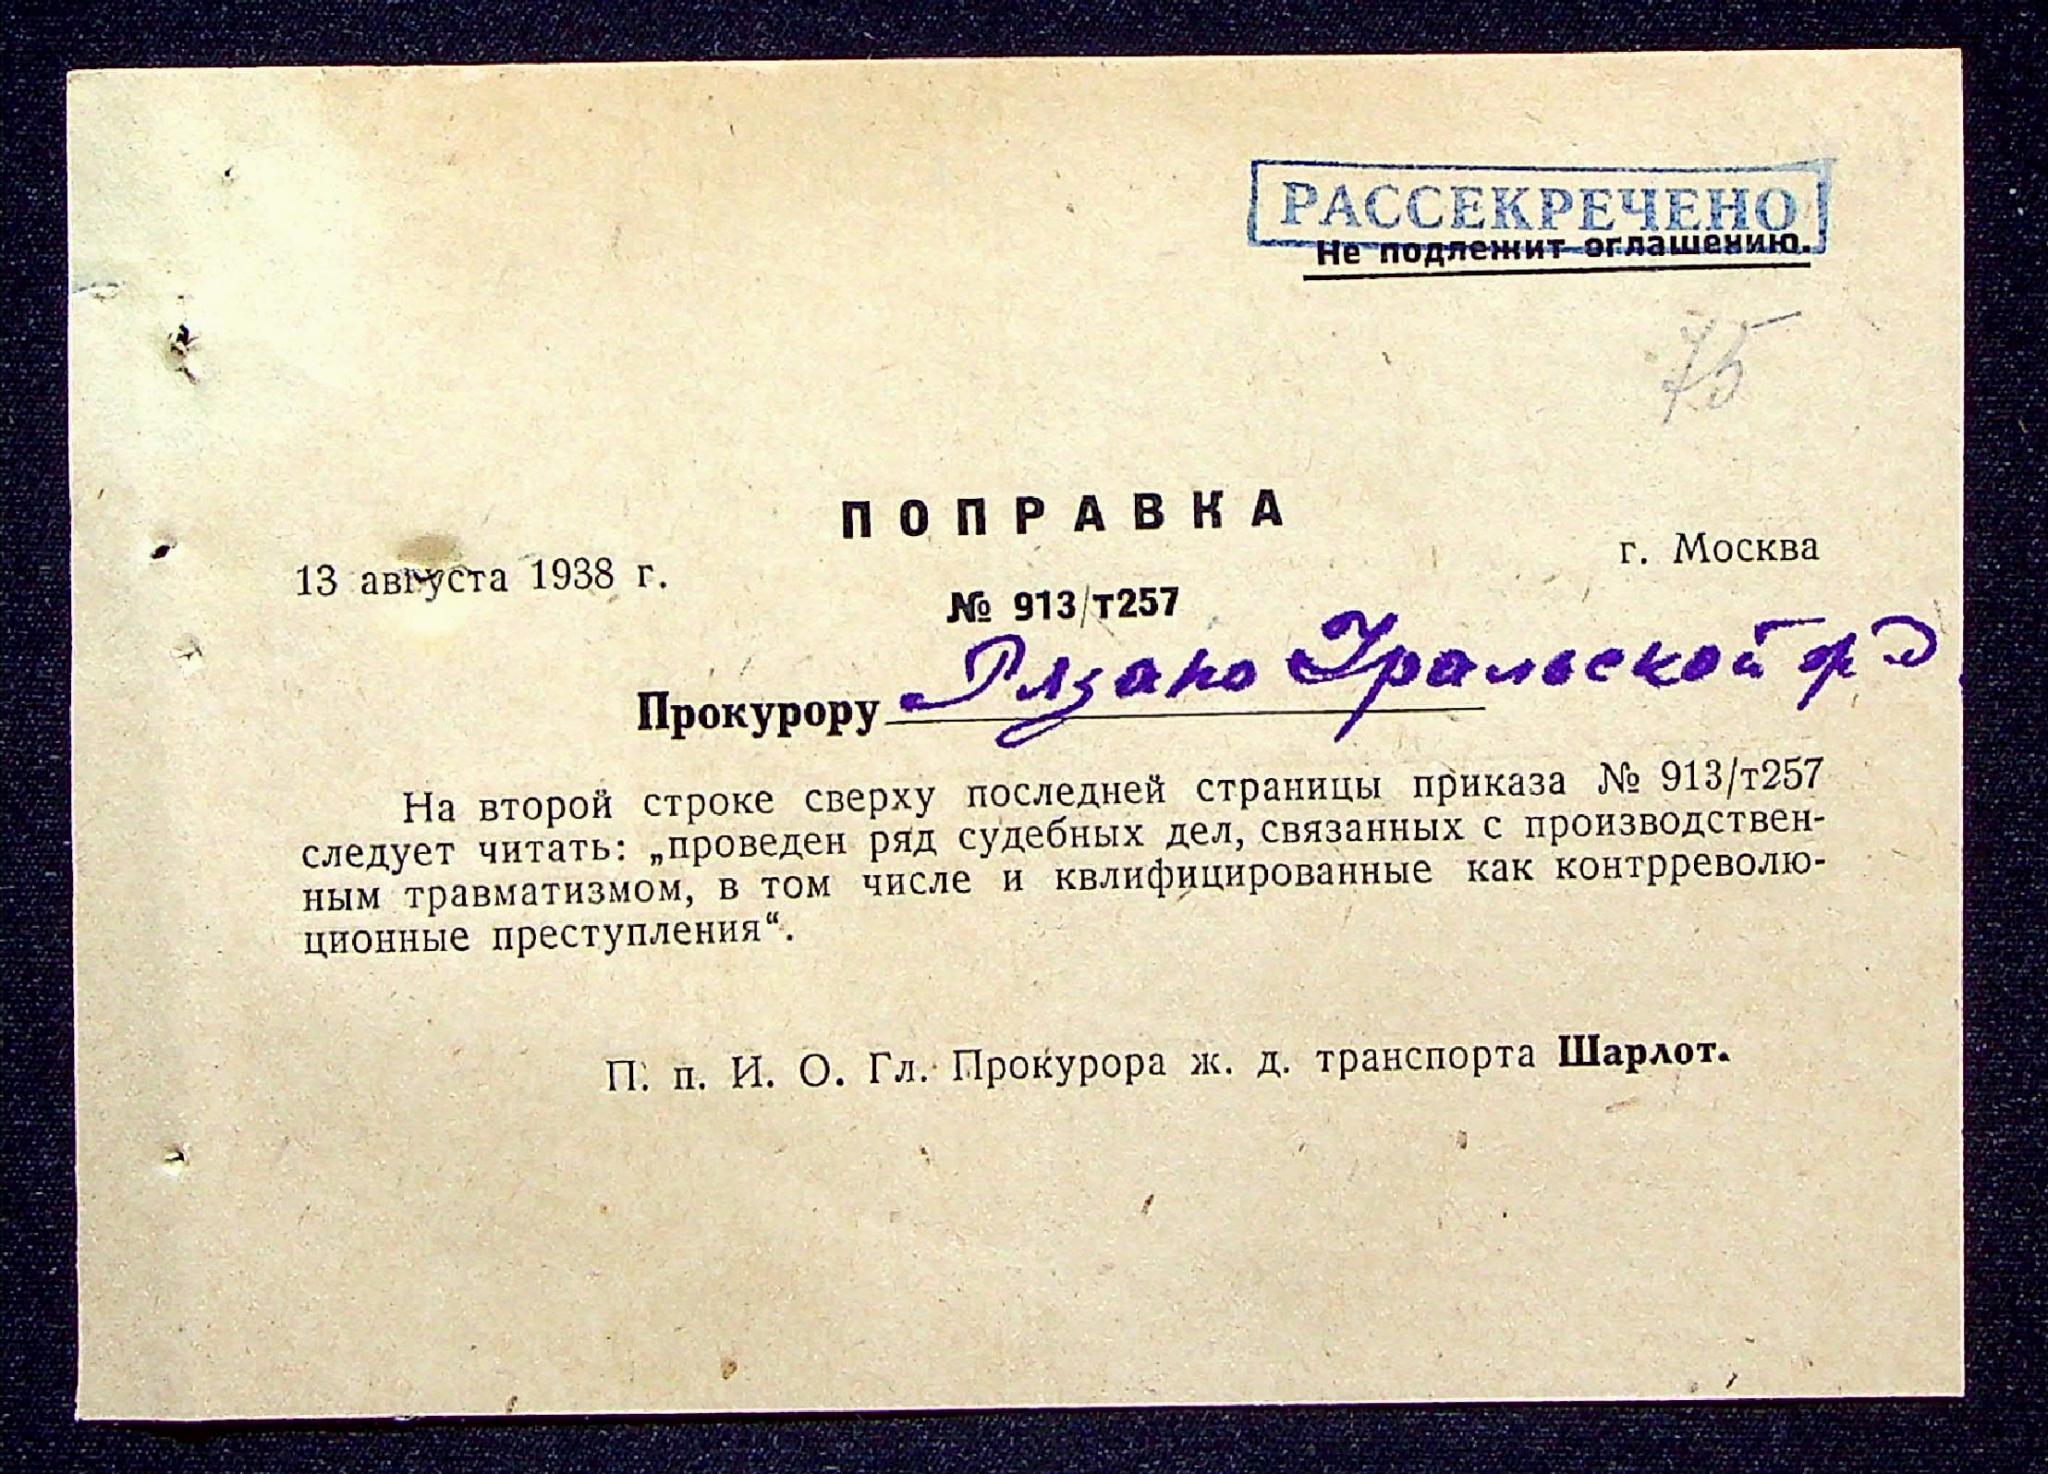 РАССЕКРЕЧЕНО
Не подлежит оглашению.
75
ПОПРАВКА
13 августа 1938 г.
г. Москва
№ 913/т257
Прокурору Рязано Уральской
На второй строке сверху последней страницы приказа № 913/т257
следует читать: „проведен ряд судебных дел, связанных с производствен-
ным травматизмом, в том числе и квлифицированные как контрреволю-
ционные преступления“.
П. п. И. О. Гл. Прокурора ж. д. транспорта Шарлот.